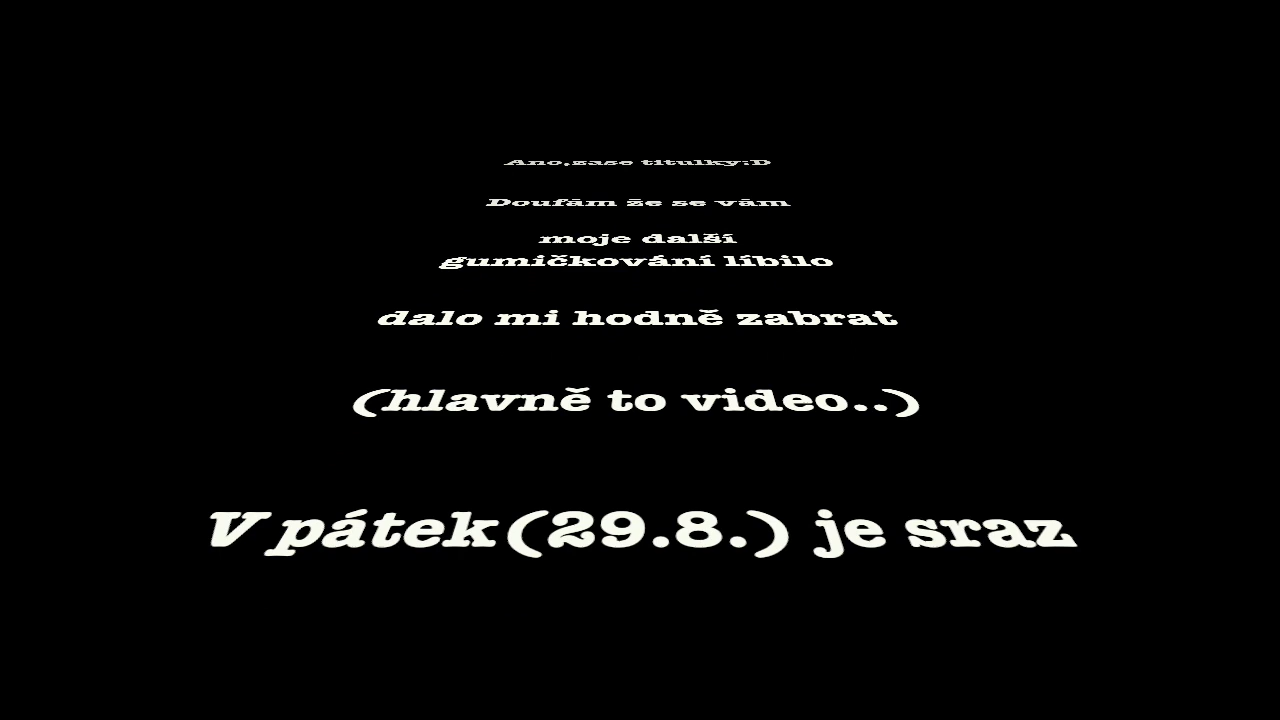 Ano,zase titulky:D
Doufám že se vám
moje další
gumičkování líbilo
dalo mi hodně zabrat
(hlavně to video..)
V pátek(29.8.) je sraz